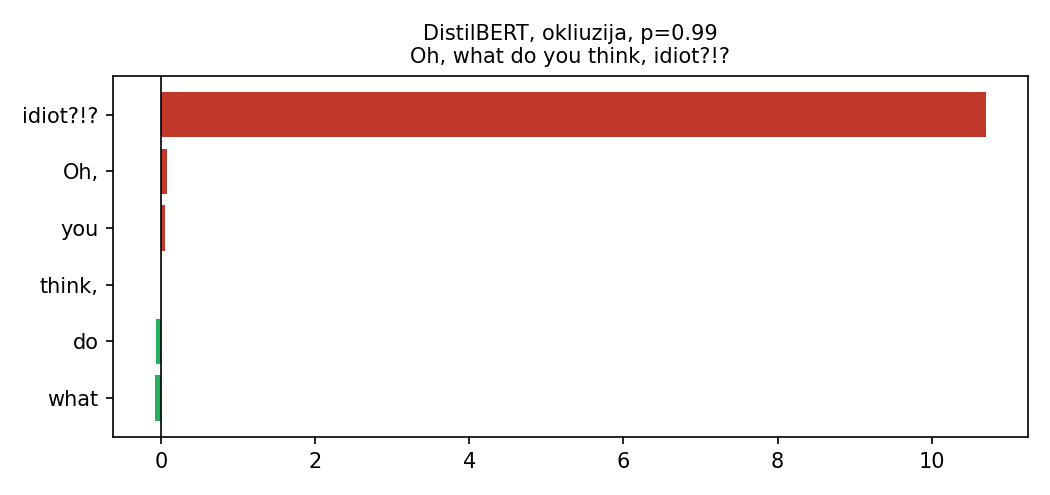 DistilBERT, okliuzija, p=0.99
Oh, what do you think, idiot?!?
idiot?!?
Oh,
you
think,
do
what
0 2 4 6 8 10